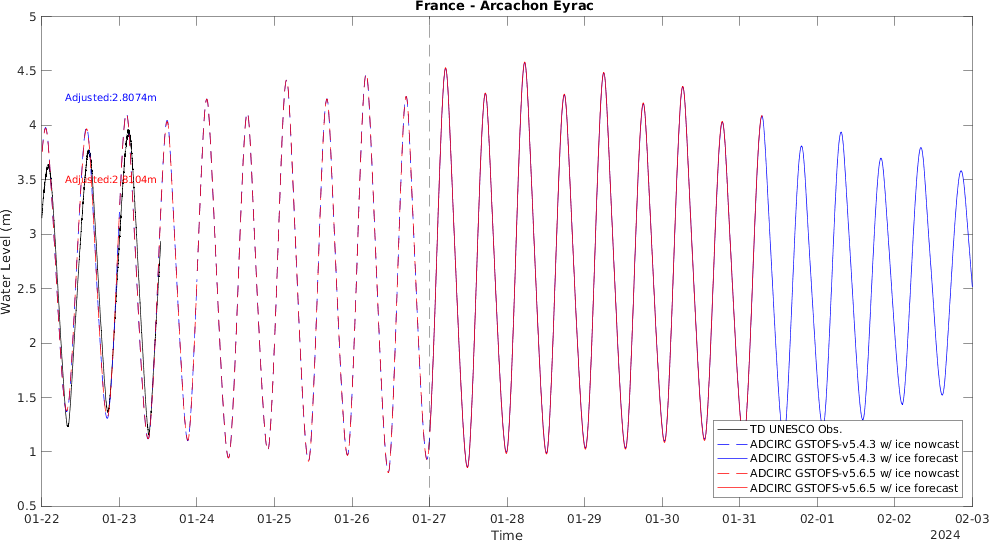 France - Arcachon Eyrac
5
4.5
4
3.5
3
2.5
2
1.5
1
0.5
Water Level (m)
Adjusted:2.8074m
Adjusted:2.8104m
TD UNESCO Obs.
ADCIRC GSTOFS-v5.4.3 w/ ice nowcast
ADCIRC GSTOFS-v5.4.3 w/ ice forecast
ADCIRC GSTOFS-v5.6.5 w/ ice nowcast
ADCIRC GSTOFS-v5.6.5 w/ ice forecast
01-22 01-23 01-24 01-25 01-26 01-27 01-28 01-29 01-30 01-31 02-01 02-02 02-03
Time
2024